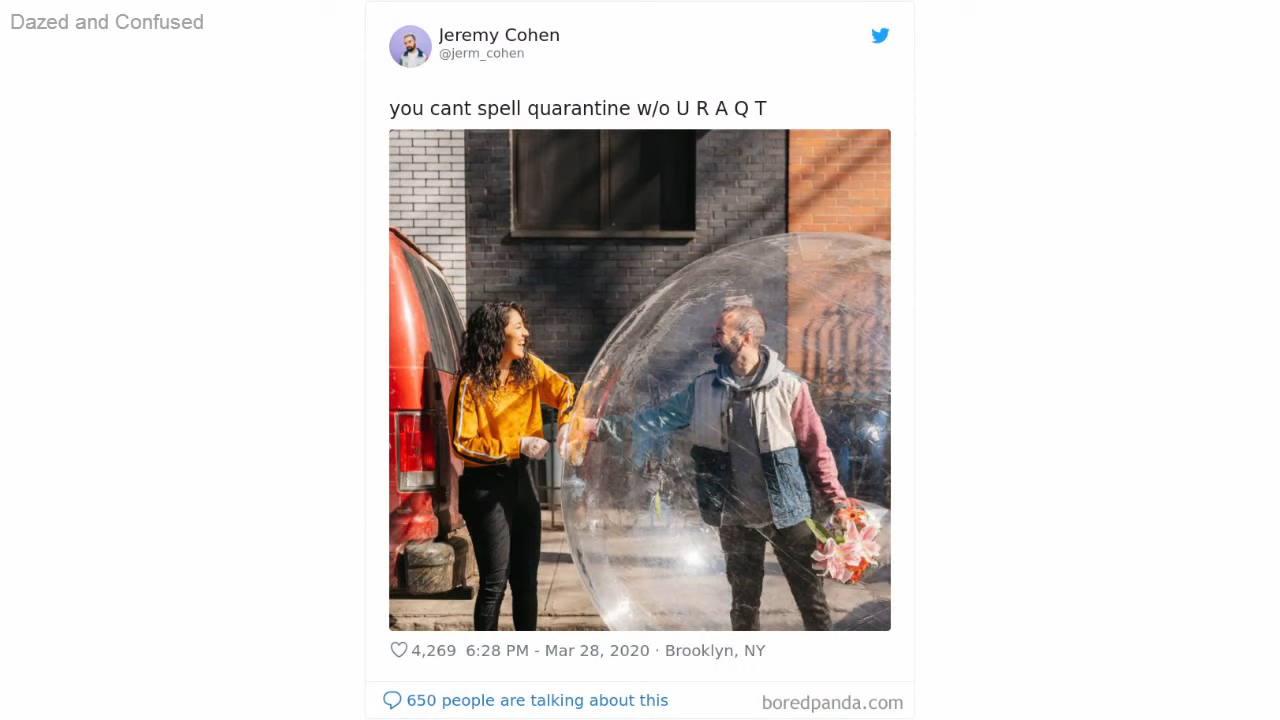 Dazed and Confused
Jeremy Cohen
@jerm_cohen
you cant spell quarantine w/o U R A Q T
4,269 6:28 PM - Mar 28, 2020 · Brooklyn, NY
650 people are talking about this
boredpanda.com